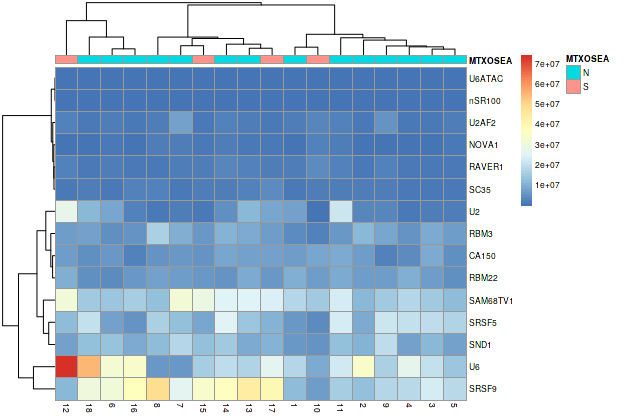 MTXOSEA
U6ATAC
nSR100
U2AF2
NOVA1
RAVER1
SC35
U2
RBM3
CA150
RBM22
SAM68TV1
SRSF5
SND1
U6
SRSF9
12 18 6 16 8 7 15 14 13 17 1 10 11 2 9 4 3 5
7e+07
6e+07
5e+07
4e+07
3e+07
2e+07
1e+07
MTXOSEA
N
S